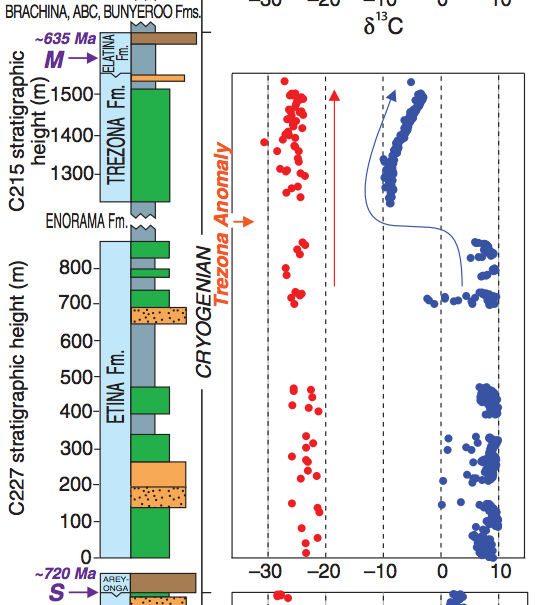 BRACHINA, ABC, BUNYEROO Fms.
−30 −20 −10 0 10
δ13C
~635 Ma
M
ELATINA Fm.
C215 stratigraphic
height (m)
1500
1400
1300
TREZONA Fm.
ENORAMA Fm.
Trezona Anomaly
CRYOGENIAN
C227 stratigraphic height (m)
800
700
600
500
400
300
200
100
0
ETINA Fm.
−30 −20 −10 0 10
~720 Ma
S
AREY-
ONGA